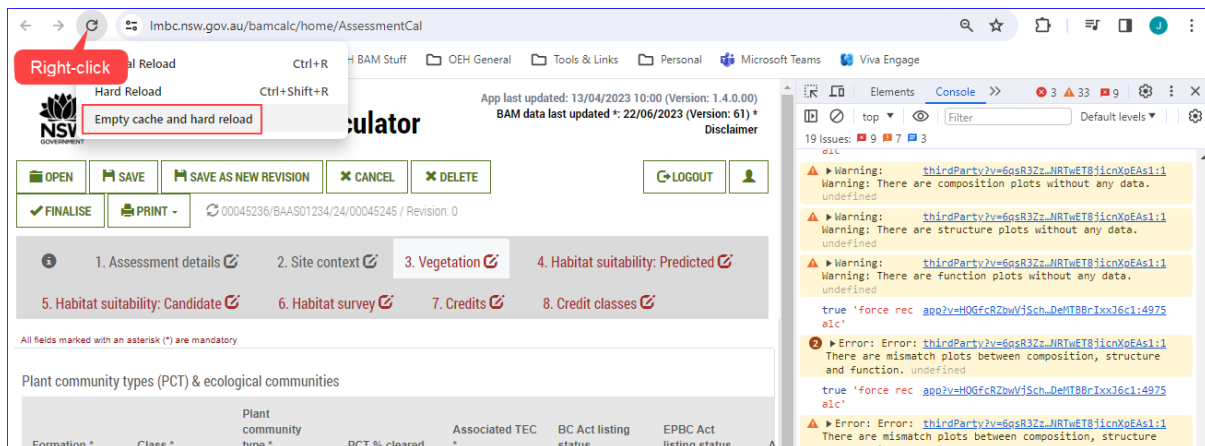 lmbc.nsw.gov.au/bamcalc/home/AssessmentCal
J
Right-click
al Reload Ctrl+R
Hard Reload Ctrl+Shift+R
Empty cache and hard reload
H BAM Stuff OEH General Tools & Links Personal Microsoft Teams Viva Engage
NSW
GOVERNMENT
ulator
App last updated: 13/04/2023 10:00 (Version: 1.4.0.00)
BAM data last updated *: 22/06/2023 (Version: 61) *
Disclaimer
OPEN SAVE SAVE AS NEW REVISION CANCEL DELETE LOGOUT
FINALISE PRINT 00045236/BAAS01234/24/00045245 / Revision: 0
1. Assessment details 2. Site context 3. Vegetation 4. Habitat suitability: Predicted
5. Habitat suitability: Candidate 6. Habitat survey 7. Credits 8. Credit classes
All fields marked with an asterisk (*) are mandatory
Plant community types (PCT) & ecological communities
Plant
community
type *
Formation * Class * PCT % cleared
Associated TEC
*
BC Act listing
status
EPBC Act
listing status
A
Elements Console 3 33 9
top Filter Default levels
19 Issues: 9 7 3
alc'
Warning: thirdParty?v=6qsR3Zz…NRTwET8jicnXpEAs1:1
Warning: There are composition plots without any data.
undefined
Warning: thirdParty?v=6qsR3Zz…NRTwET8jicnXpEAs1:1
Warning: There are structure plots without any data.
undefined
Warning: thirdParty?v=6qsR3Zz…NRTwET8jicnXpEAs1:1
Warning: There are function plots without any data.
undefined
true 'force rec app?v=HQGfcRZbwVjSch…DeMTBBrIxxJ6c1:4975
alc'
2 Error: Error: thirdParty?v=6qsR3Zz…NRTwET8jicnXpEAs1:1
There are mismatch plots between composition, structure
and function. undefined
true 'force rec app?v=HQGfcRZbwVjSch…DeMTBBrIxxJ6c1:4975
alc'
Error: Error: thirdParty?v=6qsR3Zz…NRTwET8jicnXpEAs1:1
There are mismatch plots between composition, structure